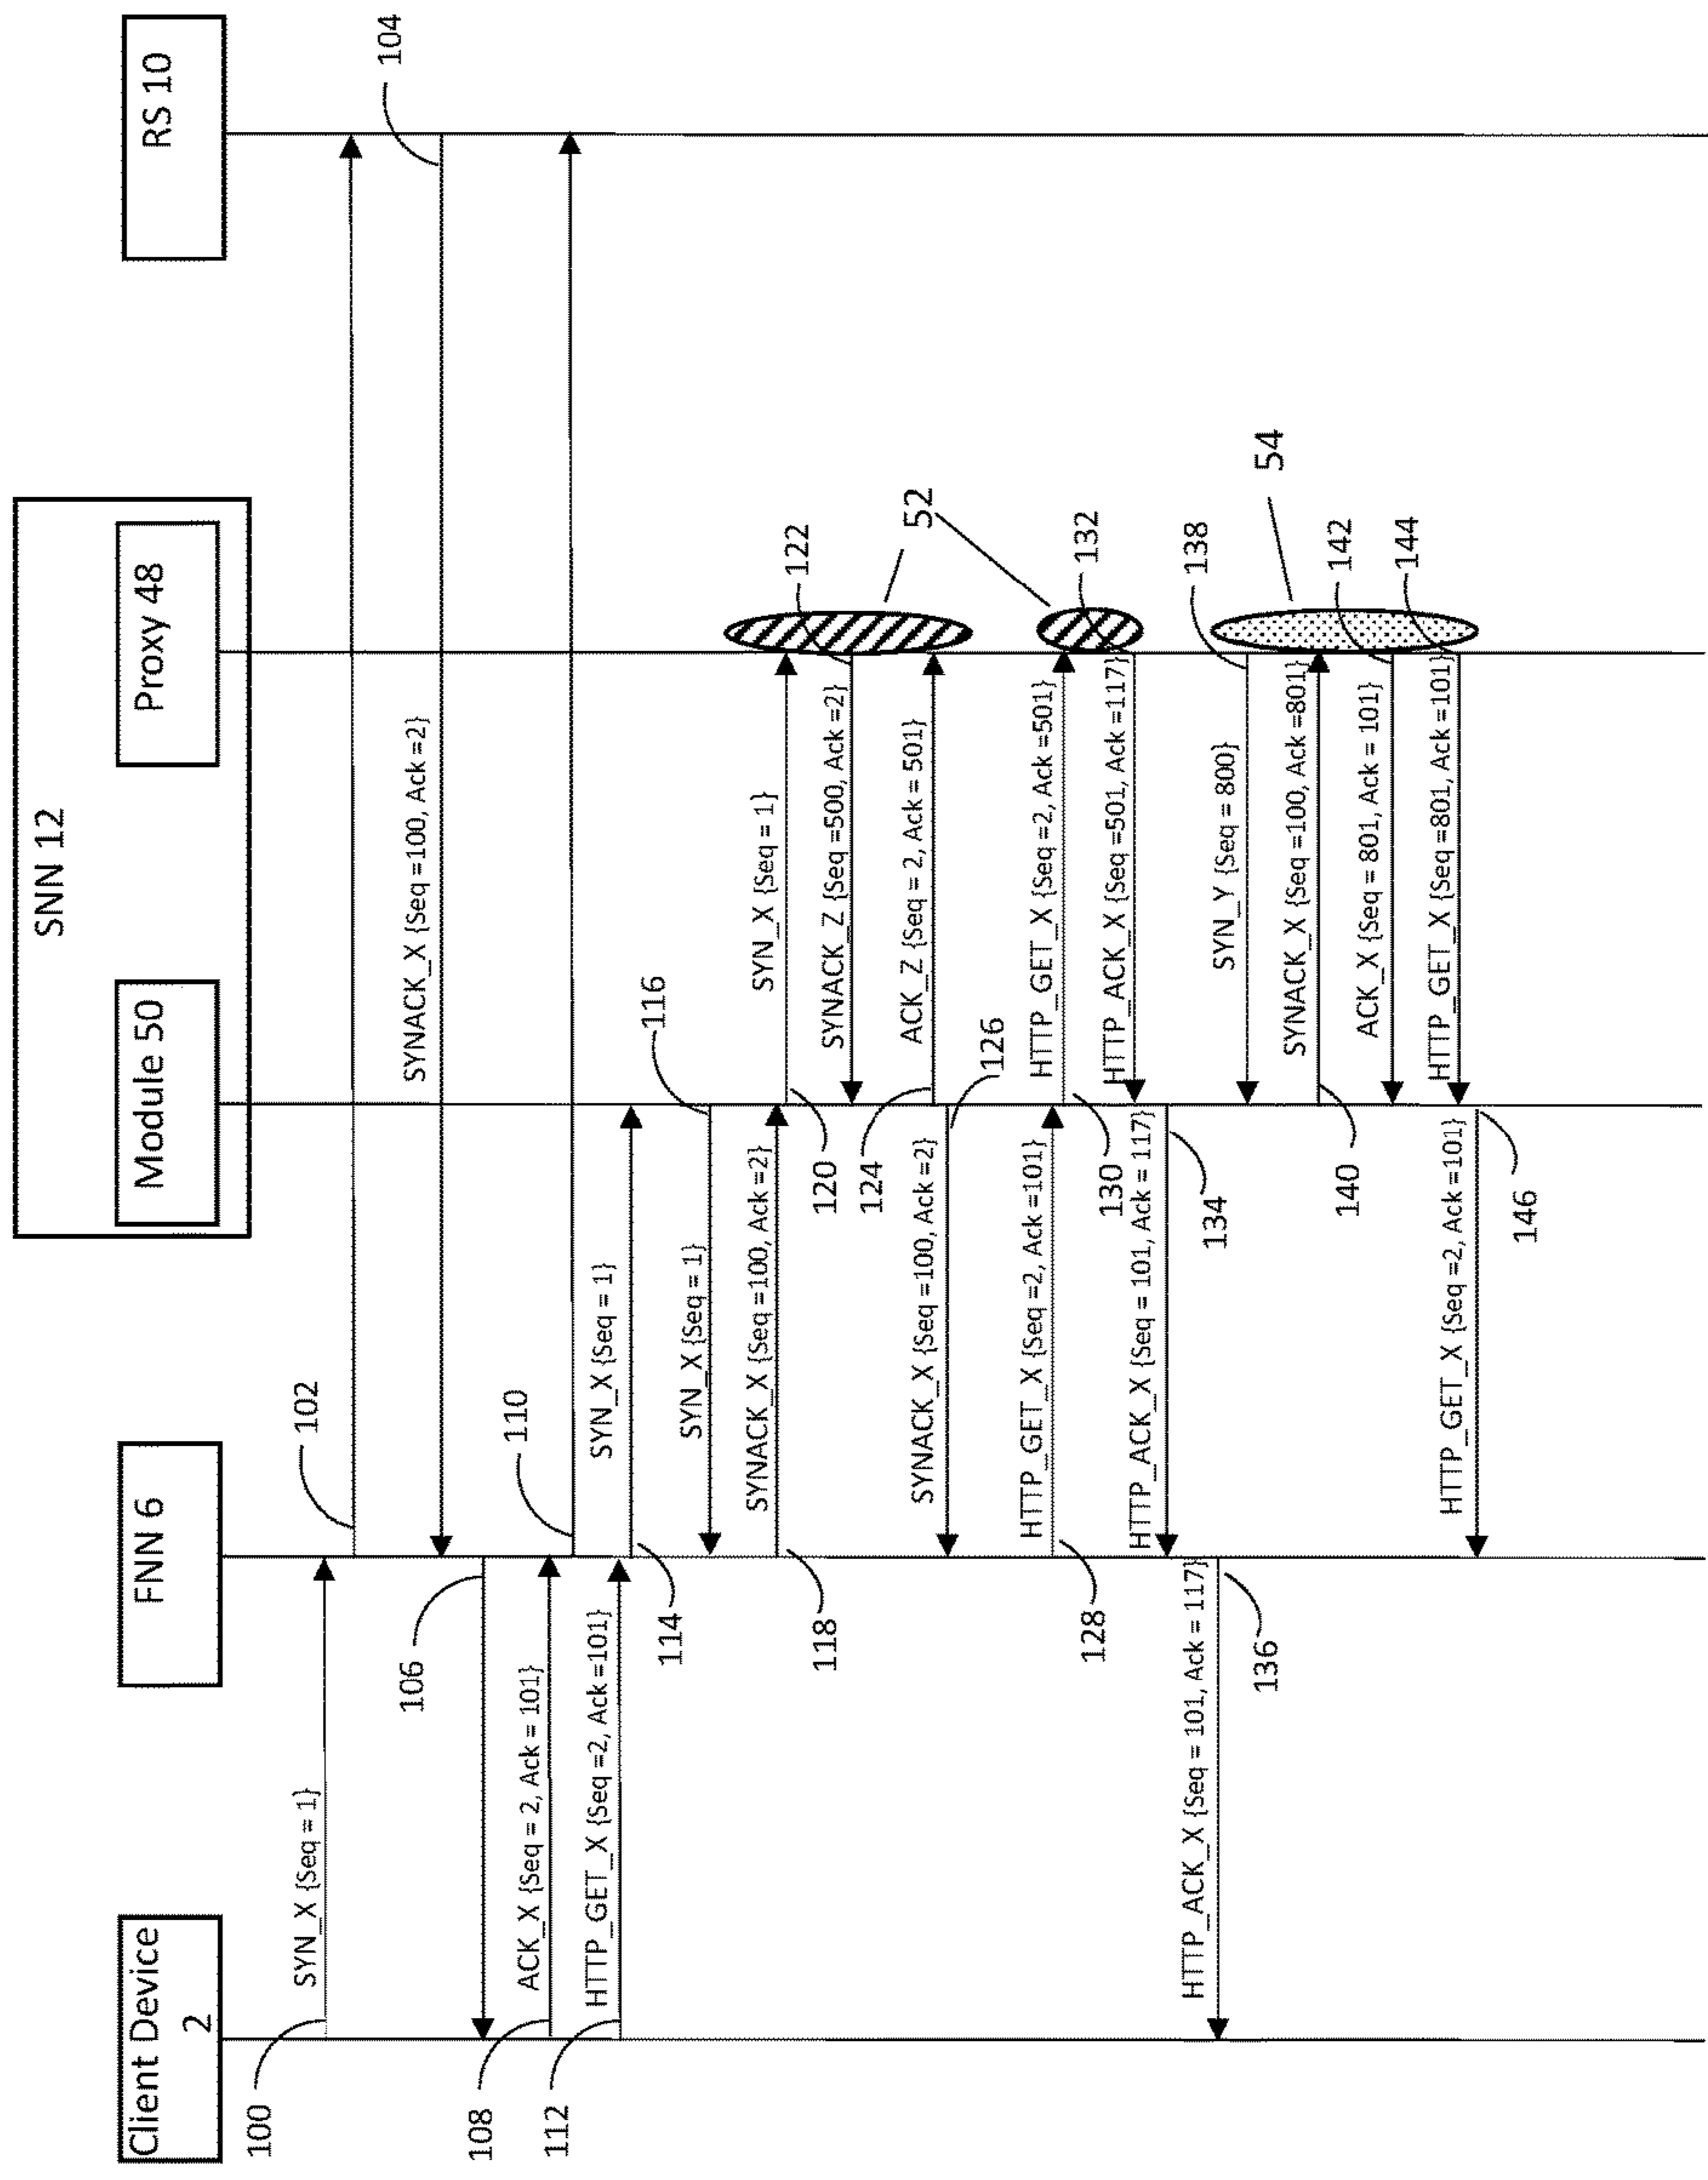 SNN 12
Client Device
2
FNN 6
Module 50
Proxy 48
RS 10
100
SYN_X {Seq = 1}
102
104
SYNACK_X {Seq =100, Ack =2}
106
108
ACK_X {Seq = 2, Ack = 101}
110
112
HTTP_GET_X {Seq =2, Ack =101}
114
SYN_X {Seq = 1}
116
SYN_X {Seq = 1}
118
SYNACK_X {Seq =100, Ack =2}
120
SYN_X {Seq = 1}
122
SYNACK_Z {Seq =500, Ack =2}
52
124
ACK_Z {Seq = 2, Ack = 501}
126
SYNACK_X {Seq =100, Ack =2}
128
HTTP_GET_X {Seq =2, Ack =101}
130
HTTP_GET_X {Seq =2, Ack =501}
132
HTTP_ACK_X {Seq =501, Ack =117}
134
HTTP_ACK_X {Seq = 101, Ack = 117}
136
HTTP_ACK_X {Seq = 101, Ack = 117}
138
SYN_Y {Seq = 800}
54
140
SYNACK_X {Seq =100, Ack =801}
142
ACK_X {Seq = 801, Ack = 101}
144
HTTP_GET_X {Seq =801, Ack =101}
146
HTTP_GET_X {Seq =2, Ack =101}